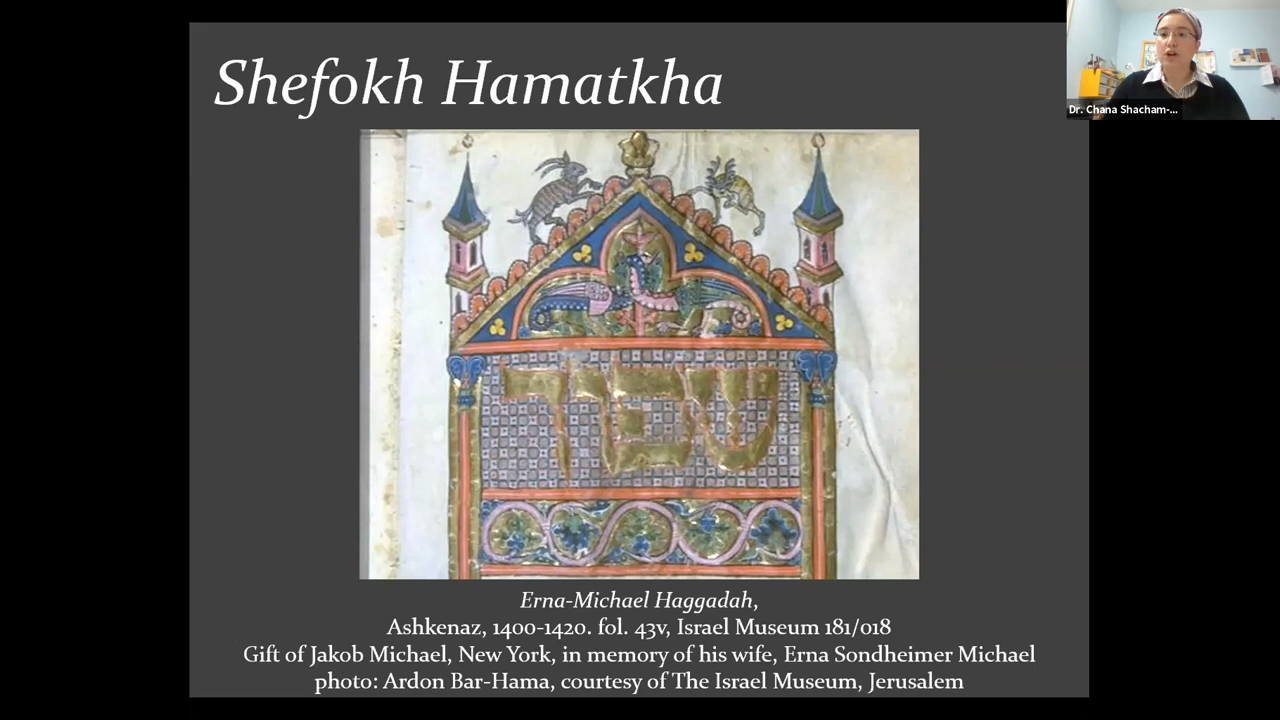 Shefokh Hamatkha
Dr. Chana Shacham-...
שפך
Erna-Michael Haggadah,
Ashkenaz, 1400-1420. fol. 43v, Israel Museum 181/018
Gift of Jakob Michael, New York, in memory of his wife, Erna Sondheimer Michael
photo: Ardon Bar-Hama, courtesy of The Israel Museum, Jerusalem